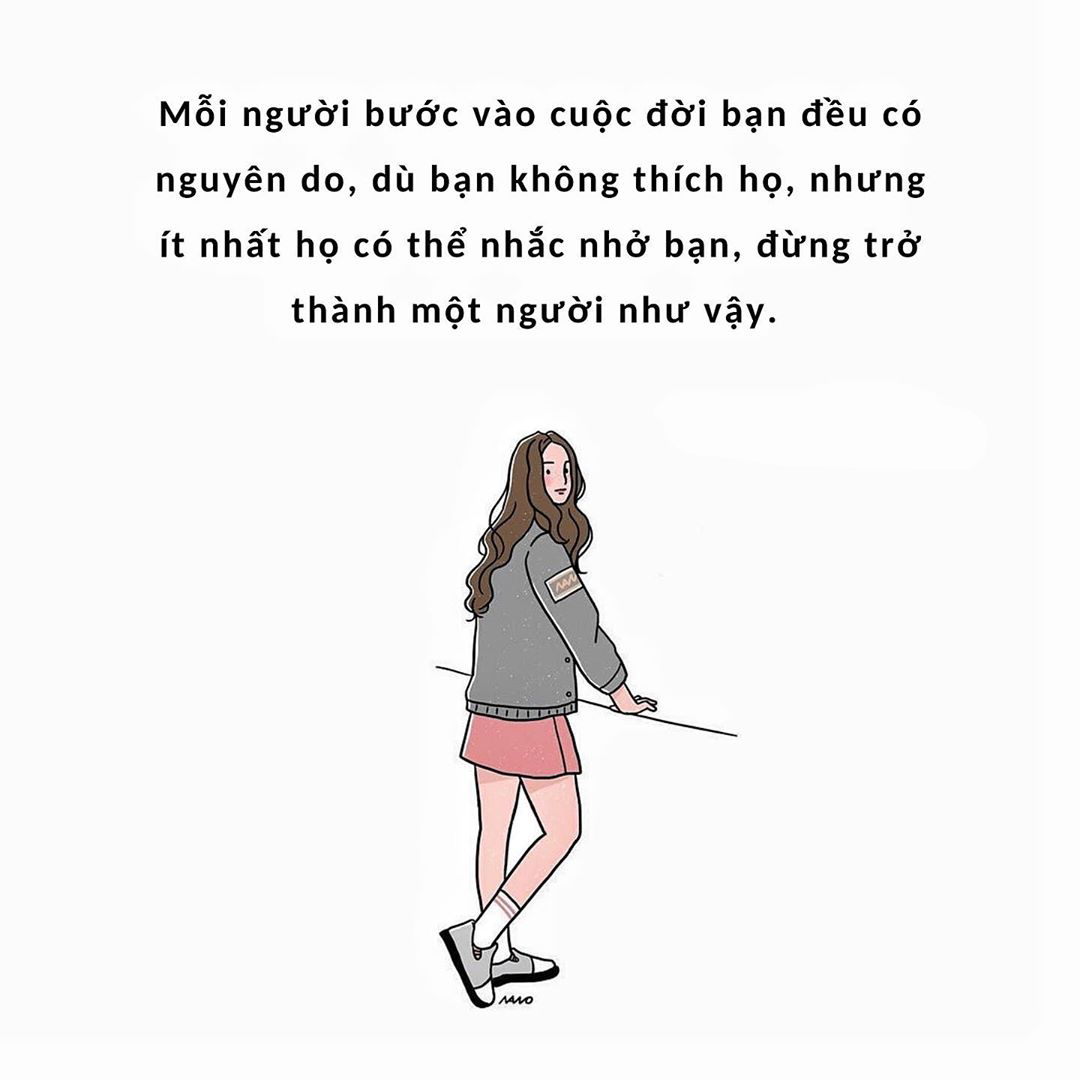 Mỗi người bước vào cuộc đời bạn đều có
nguyên do, dù bạn không thích họ, nhưng
ít nhất họ có thể nhắc nhở bạn, đừng trở
thành một người như vậy.